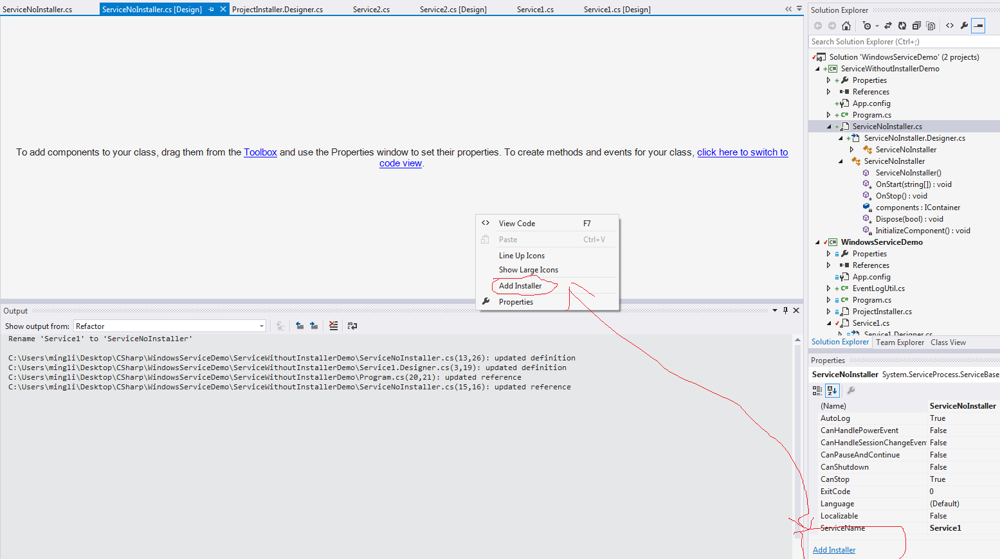 ServiceNoInstaller.cs
ServiceNoInstaller.cs [Design]
ProjectInstaller.Designer.cs
Service2.cs
Service2.cs [Design]
Service1.cs
Service1.cs [Design]
To add components to your class, drag them from the Toolbox and use the Properties window to set their properties. To create methods and events for your class, click here to switch to
code view.
View Code F7
Paste Ctrl+V
Line Up Icons
Show Large Icons
Add Installer
Properties
Output
Show output from: Refactor
Rename 'Service1' to 'ServiceNoInstaller'
C:\Users\mingli\Desktop\CSharp\WindowsServiceDemo\ServiceWithoutInstallerDemo\ServiceNoInstaller.cs(13,26): updated definition
C:\Users\mingli\Desktop\CSharp\WindowsServiceDemo\ServiceWithoutInstallerDemo\Service1.Designer.cs(3,19): updated definition
C:\Users\mingli\Desktop\CSharp\WindowsServiceDemo\ServiceWithoutInstallerDemo\Program.cs(20,21): updated reference
C:\Users\mingli\Desktop\CSharp\WindowsServiceDemo\ServiceWithoutInstallerDemo\ServiceNoInstaller.cs(15,16): updated reference
Solution Explorer
Search Solution Explorer (Ctrl+;)
Solution 'WindowsServiceDemo' (2 projects)
C# ServiceWithoutInstallerDemo
Properties
References
App.config
C# Program.cs
ServiceNoInstaller.cs
ServiceNoInstaller.Designer.cs
ServiceNoInstaller
ServiceNoInstaller
ServiceNoInstaller()
OnStart(string[]) : void
OnStop() : void
components : IContainer
Dispose(bool) : void
InitializeComponent() : void
C# WindowsServiceDemo
Properties
References
App.config
C# EventLogUtil.cs
C# Program.cs
ProjectInstaller.cs
Service1.cs
Service1.Designer.cs
Solution Explorer Team Explorer Class View
Properties
ServiceNoInstaller System.ServiceProcess.ServiceBase
(Name) ServiceNoInstaller
AutoLog True
CanHandlePowerEvent False
CanHandleSessionChangeEvent False
CanPauseAndContinue False
CanShutdown False
CanStop True
ExitCode 0
Language (Default)
Localizable False
ServiceName Service1
Add Installer